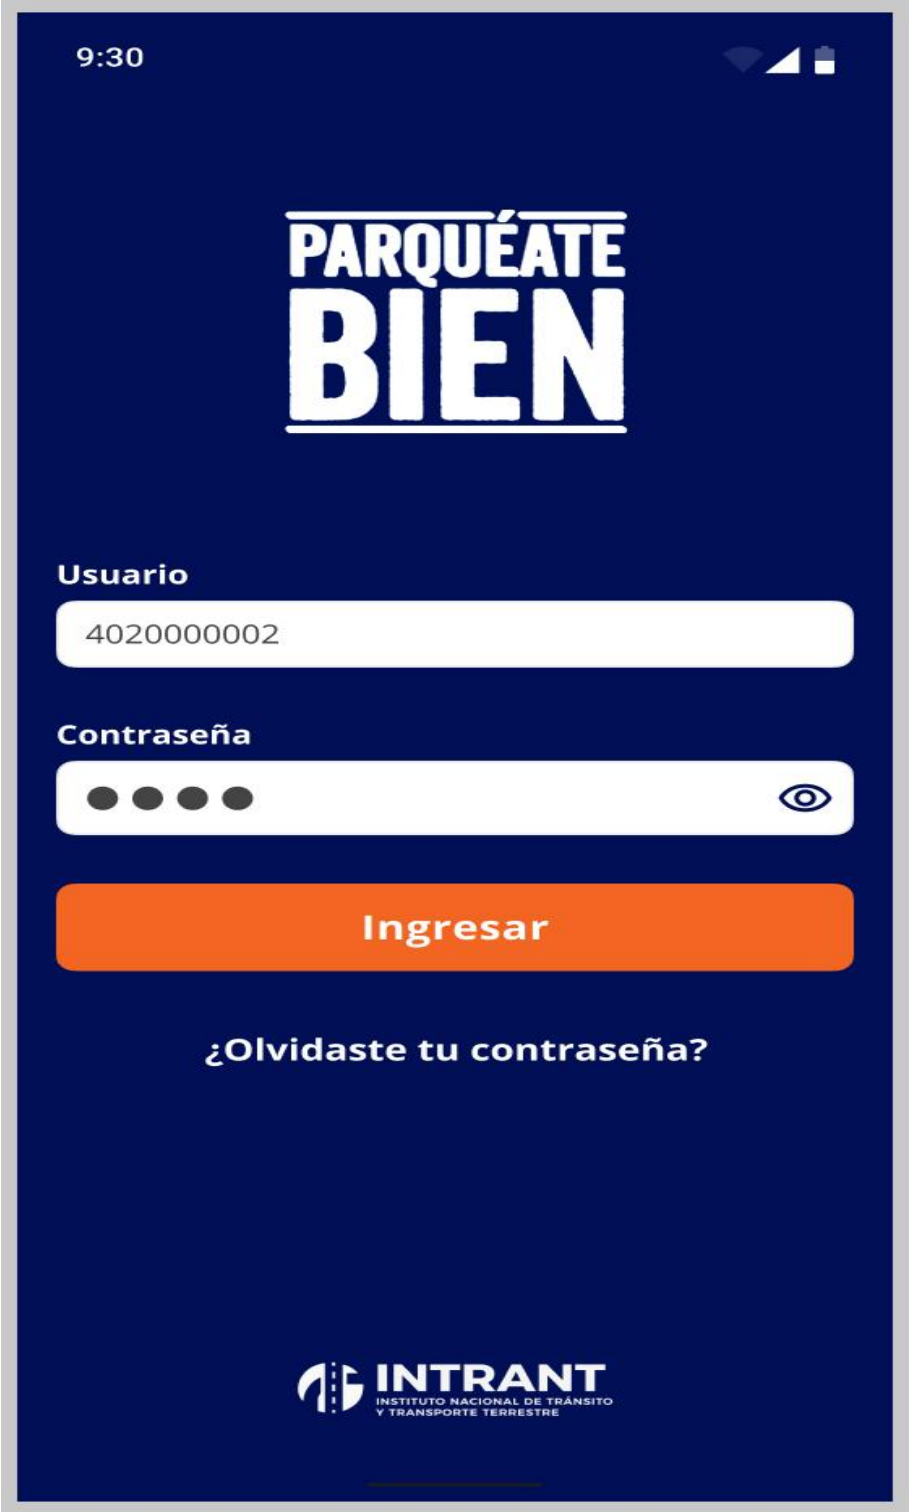 9:30
PARQUÉATE
BIEN
Usuario
4020000002
Contraseña
Ingresar
¿Olvidaste tu contraseña?
INTRANT
INSTITUTO NACIONAL DE TRÁNSITO
Y TRANSPORTE TERRESTRE